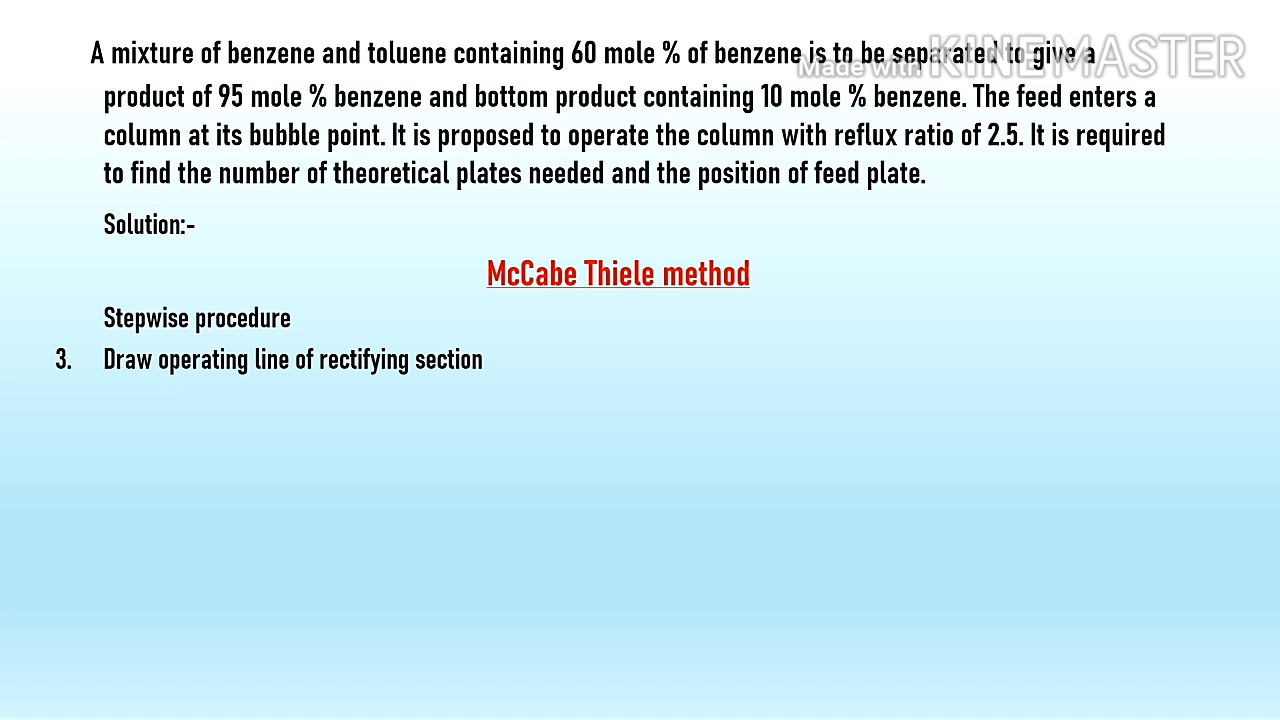 A mixture of benzene and toluene containing 60 mole % of benzene is to be separated to give a
Made with KINEMASTER
product of 95 mole % benzene and bottom product containing 10 mole % benzene. The feed enters a
column at its bubble point. It is proposed to operate the column with reflux ratio of 2.5. It is required
to find the number of theoretical plates needed and the position of feed plate.
Solution:-
McCabe Thiele method
Stepwise procedure
3. Draw operating line of rectifying section